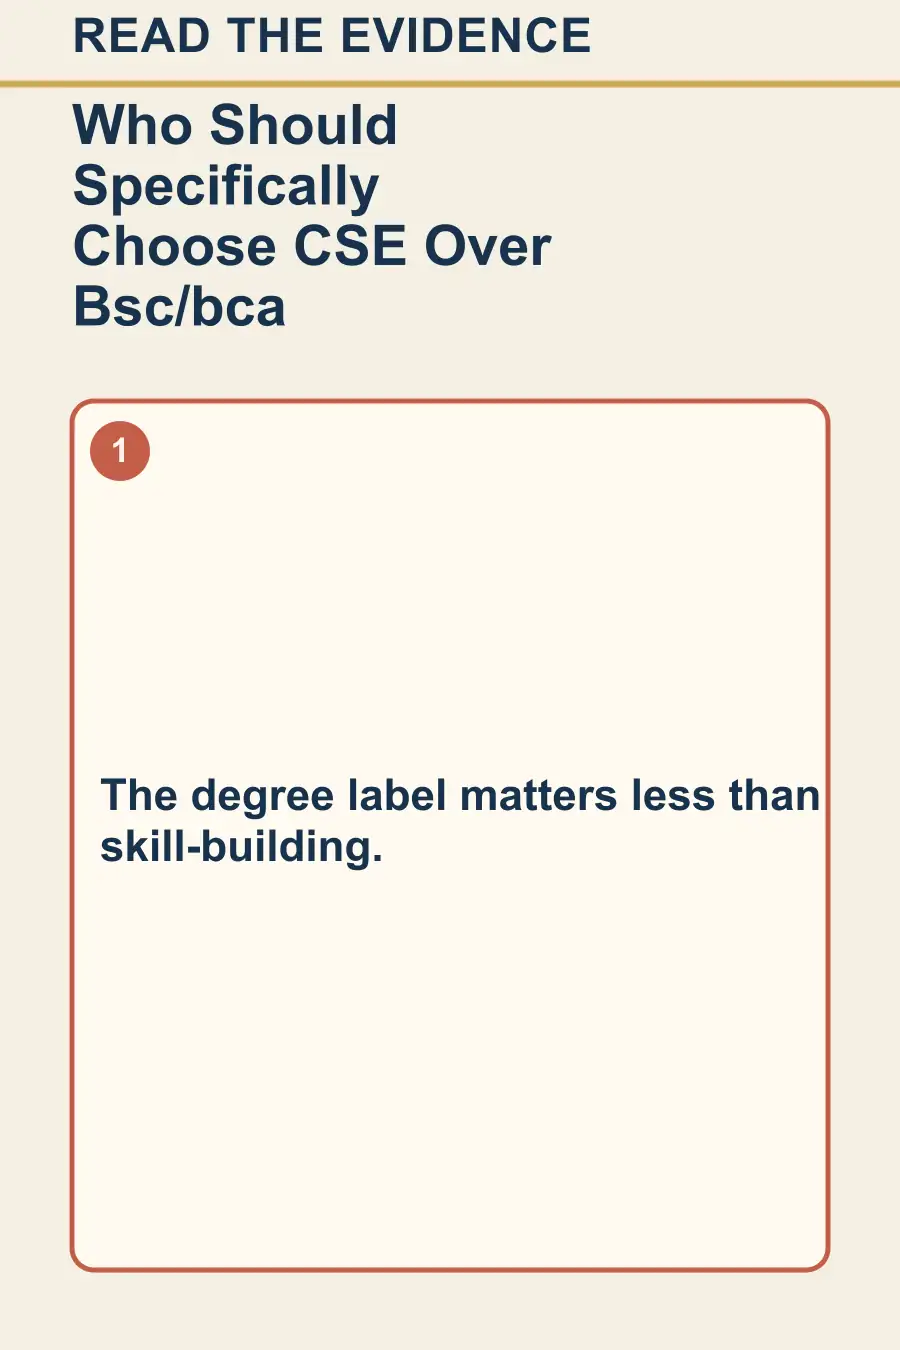 READ THE EVIDENCE
Who Should
Specifically
Choose CSE Over
Bsc/bca
1
The degree label matters less than
skill-building.